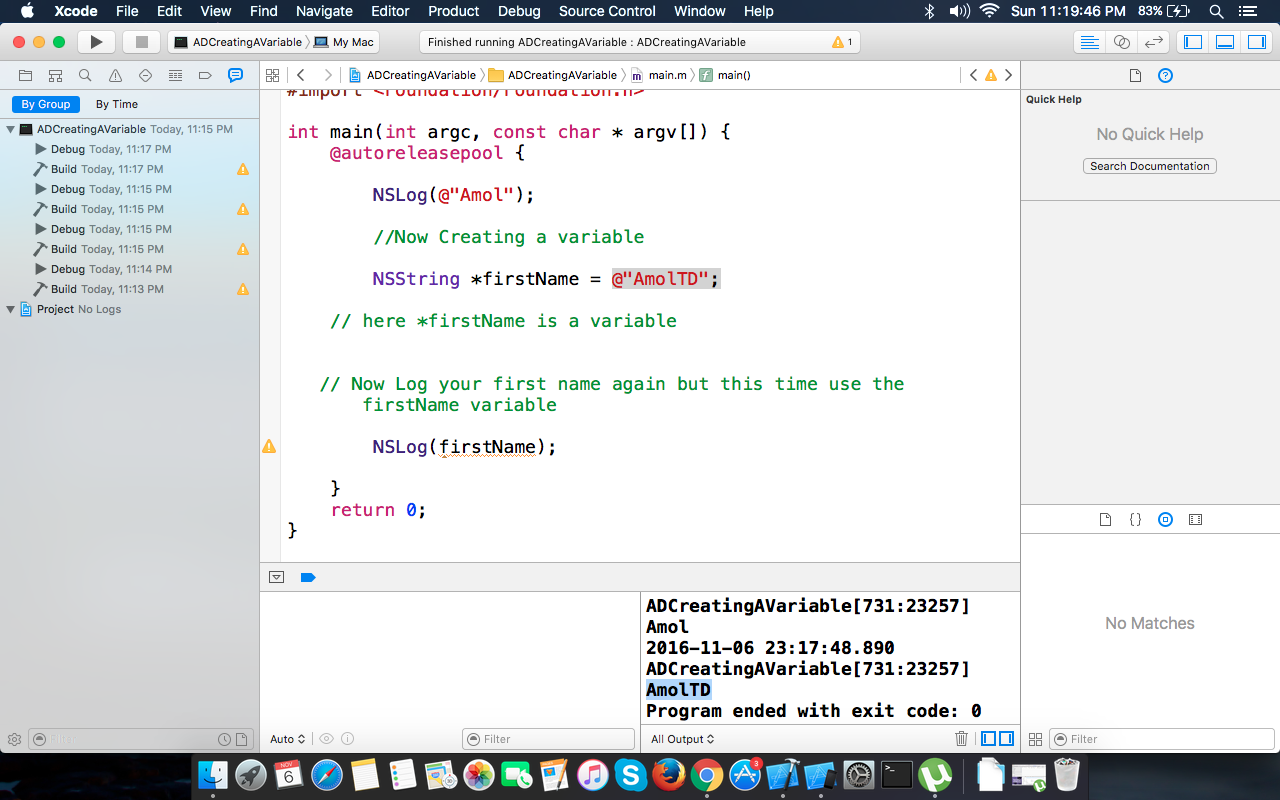 Xcode File Edit View Find Navigate Editor Product Debug Source Control Window Help Sun 11:19:46 PM 83%
ADCreatingAVariable My Mac Finished running ADCreatingAVariable : ADCreatingAVariable 1
ADCreatingAVariable ADCreatingAVariable main.m main()
By Group By Time
ADCreatingAVariable Today, 11:15 PM
Debug Today, 11:17 PM
Build Today, 11:17 PM
Debug Today, 11:15 PM
Build Today, 11:15 PM
Debug Today, 11:15 PM
Build Today, 11:15 PM
Debug Today, 11:14 PM
Build Today, 11:13 PM
Project No Logs
#import <Foundation/Foundation.h>
int main(int argc, const char * argv[]) {
@autoreleasepool {
NSLog(@"Amol");
//Now Creating a variable
NSString *firstName = @"AmolTD";
// here *firstName is a variable
// Now Log your first name again but this time use the
firstName variable
NSLog(firstName);
}
return 0;
}
ADCreatingAVariable[731:23257]
Amol
2016-11-06 23:17:48.890
ADCreatingAVariable[731:23257]
AmolTD
Program ended with exit code: 0
Auto
Filter
All Output
Quick Help
No Quick Help
Search Documentation
No Matches
Filter
NOV
6
3